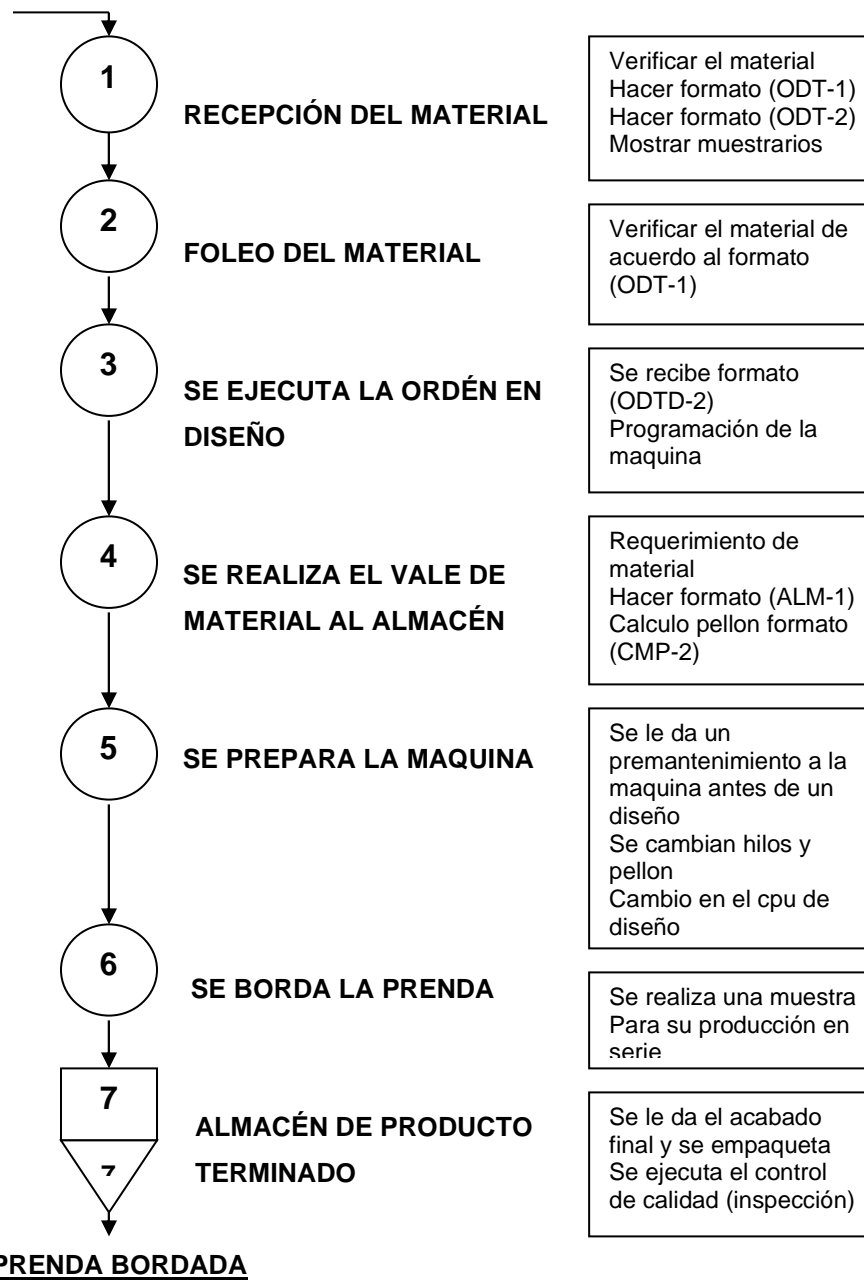 1
RECEPCIÓN DEL MATERIAL
Verificar el material
Hacer formato (ODT-1)
Hacer formato (ODT-2)
Mostrar muestrarios
2
FOLEO DEL MATERIAL
Verificar el material de
acuerdo al formato
(ODT-1)
3
SE EJECUTA LA ORDÉN EN
DISEÑO
Se recibe formato
(ODTD-2)
Programación de la
maquina
4
SE REALIZA EL VALE DE
MATERIAL AL ALMACÉN
Requerimiento de
material
Hacer formato (ALM-1)
Calculo pellon formato
(CMP-2)
5
SE PREPARA LA MAQUINA
Se le da un
premantenimiento a la
maquina antes de un
diseño
Se cambian hilos y
pellon
Cambio en el cpu de
diseño
6
SE BORDA LA PRENDA
Se realiza una muestra
Para su producción en
serie
7
7
ALMACÉN DE PRODUCTO
TERMINADO
Se le da el acabado
final y se empaqueta
Se ejecuta el control
de calidad (inspección)
PRENDA BORDADA